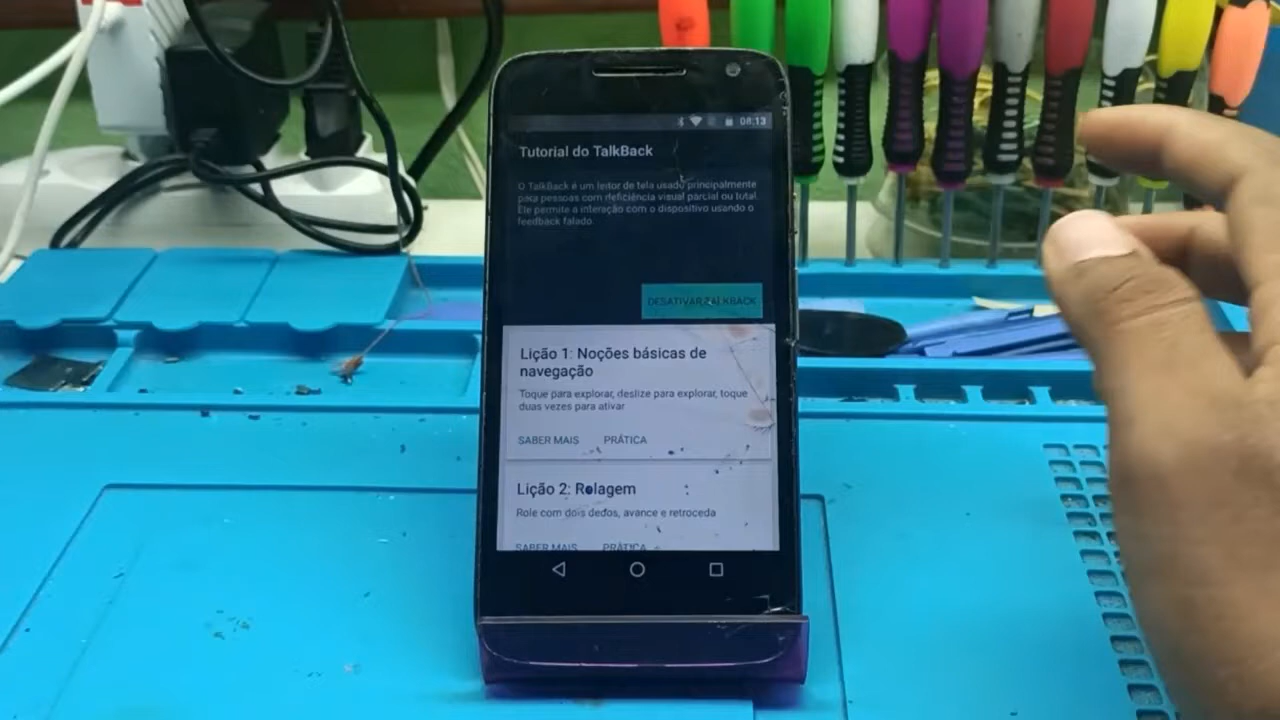 08:13
Tutorial do TalkBack
O TalkBack é um leitor de tela usado principalmente
para pessoas com deficiência visual parcial ou total.
Ele permite a interação com o dispositivo usando o
feedback falado.
DESATIVAR TALKBACK
Lição 1: Noções básicas de
navegação
Toque para explorar, deslize para explorar, toque
duas vezes para ativar
SABER MAIS PRÁTICA
Lição 2: Rolagem
Role com dois dedos, avance e retroceda
SABER MAIS PRÁTICA